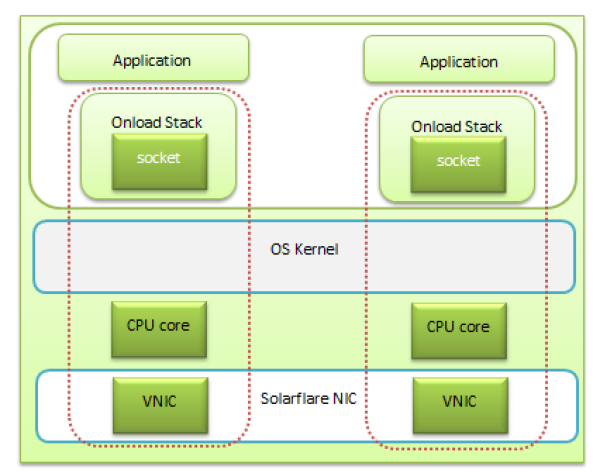 Application
Application
Onload Stack
socket
Onload Stack
socket
OS Kernel
CPU core
CPU core
VNIC
Solarflare NIC
VNIC